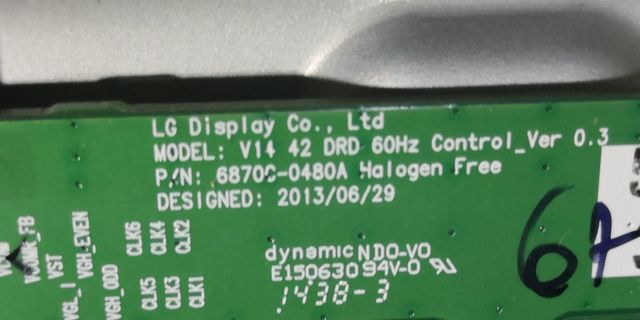 LG Display Co., Ltd
MODEL: V14 42 DRD 60Hz Control_Ver 0.3
P/N: 6870C-0480A Halogen Free
DESIGNED: 2013/06/29
VCOMR_FB
VST
VGL_I
VGH_EVEN
VGH_ODD
CLK6
CLK5
CLK4
CLK3
CLK2
CLK1
dynamic NDO-VO
E150630 94V-0
1438-3
67